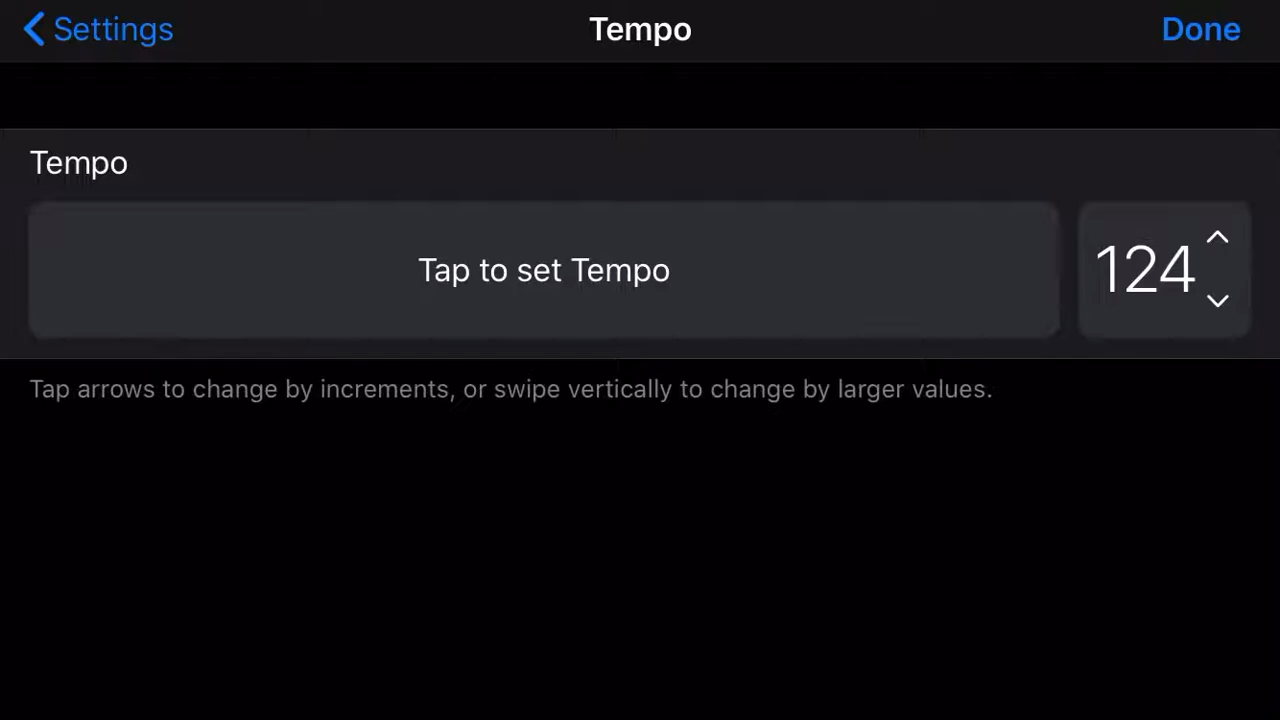 Settings
Tempo
Done
Tempo
Tap to set Tempo
124
Tap arrows to change by increments, or swipe vertically to change by larger values.